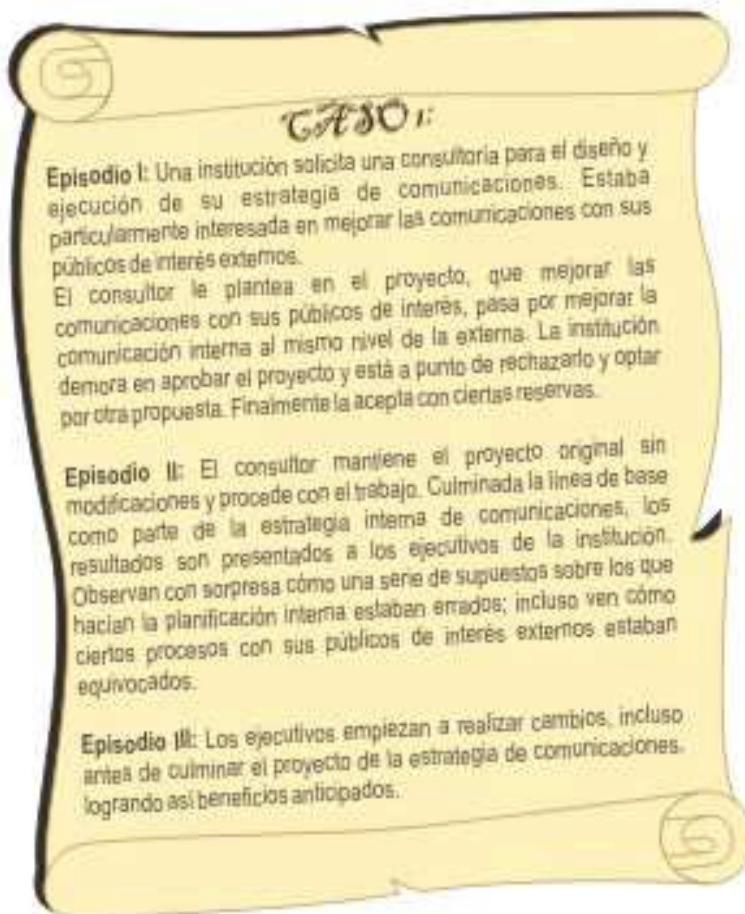 CASO 1:
Episodio I: Una institución solicita una consultoría para el diseño y
ejecución de su estrategia de comunicaciones. Estaba
particularmente interesada en mejorar las comunicaciones con sus
públicos de interés externos.
El consultor le plantea en el proyecto, que mejorar las
comunicaciones con sus públicos de interés, pasa por mejorar la
comunicación interna al mismo nivel de la externa. La institución
demora en aprobar el proyecto y está a punto de rechazarlo y optar
por otra propuesta. Finalmente la acepta con ciertas reservas.
Episodio II: El consultor mantiene el proyecto original sin
modificaciones y procede con el trabajo. Culminada la línea de base
como parte de la estrategia interna de comunicaciones, los
resultados son presentados a los ejecutivos de la institución.
Observan con sorpresa cómo una serie de supuestos sobre los que
hacían la planificación interna estaban errados; incluso ven cómo
ciertos procesos con sus públicos de interés externos estaban
equivocados.
Episodio III: Los ejecutivos empiezan a realizar cambios, incluso
antes de culminar el proyecto de la estrategia de comunicaciones,
logrando así beneficios anticipados.